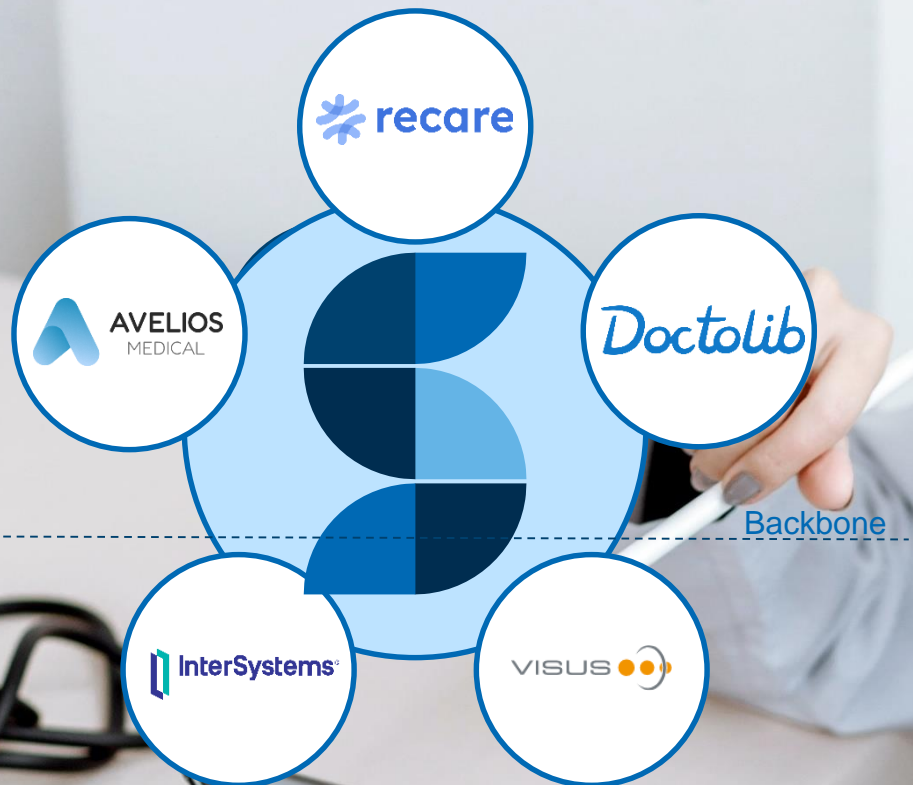 recare
AVELIOS
MEDICAL
Doctolib
Backbone
InterSystems
VISUS